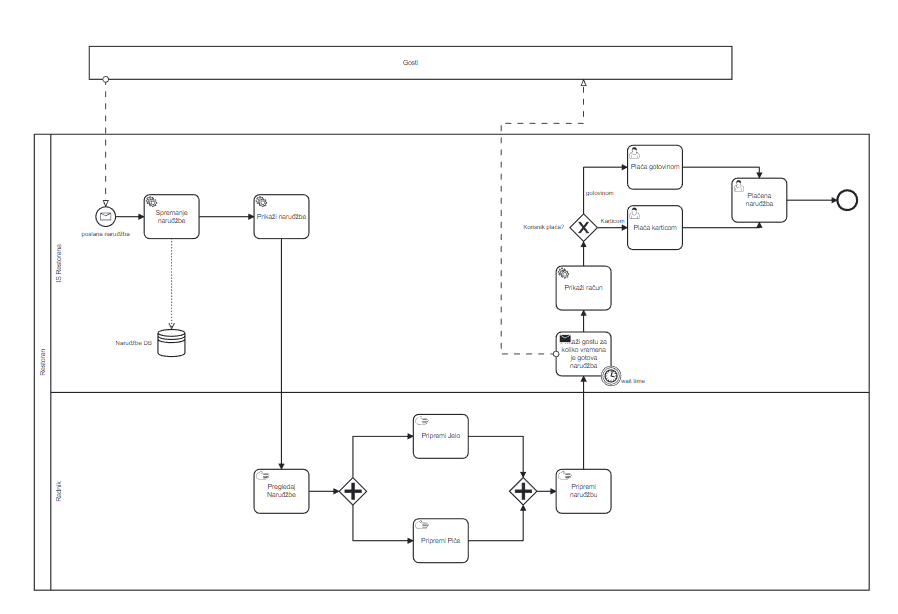 Gosti
poslana narudžba
Spremanje
narudžbe
Prikaži narudžbe
Narudžbe DB
IS Restorana
Restoran
Radnik
Plaća gotovinom
gotovinom
Korisnik plaća?
Karticom
Plaća karticom
Plaćena
narudžba
Prikaži račun
gostu za
koliko vremena
je gotova
narudžba
wait time
Pregledaj
Narudžbe
Pripremi Jelo
Pripremi Piće
Pripremi
narudžbu